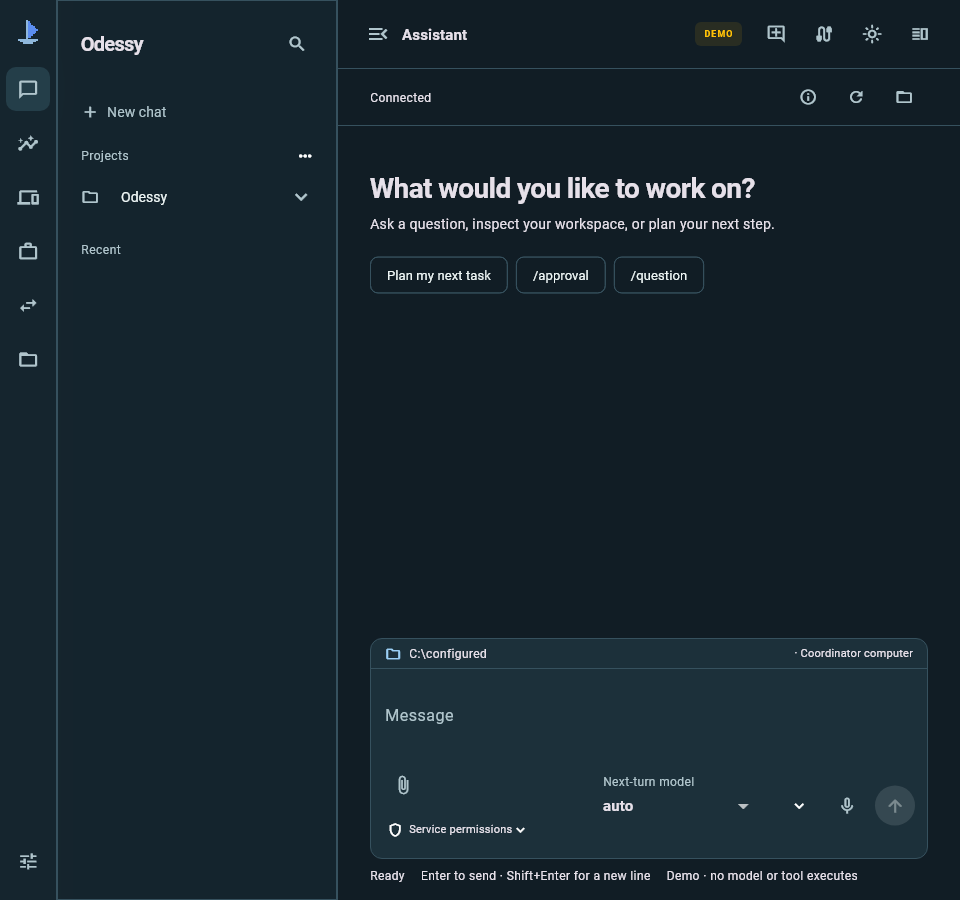 Odessy
New chat
Projects
Odessy
Recent
Assistant
DEMO
Connected
What would you like to work on?
Ask a question, inspect your workspace, or plan your next step.
Plan my next task
/approval
/question
C:\configured
· Coordinator computer
Message
Next-turn model
auto
Service permissions
Ready
Enter to send · Shift+Enter for a new line
Demo · no model or tool executes